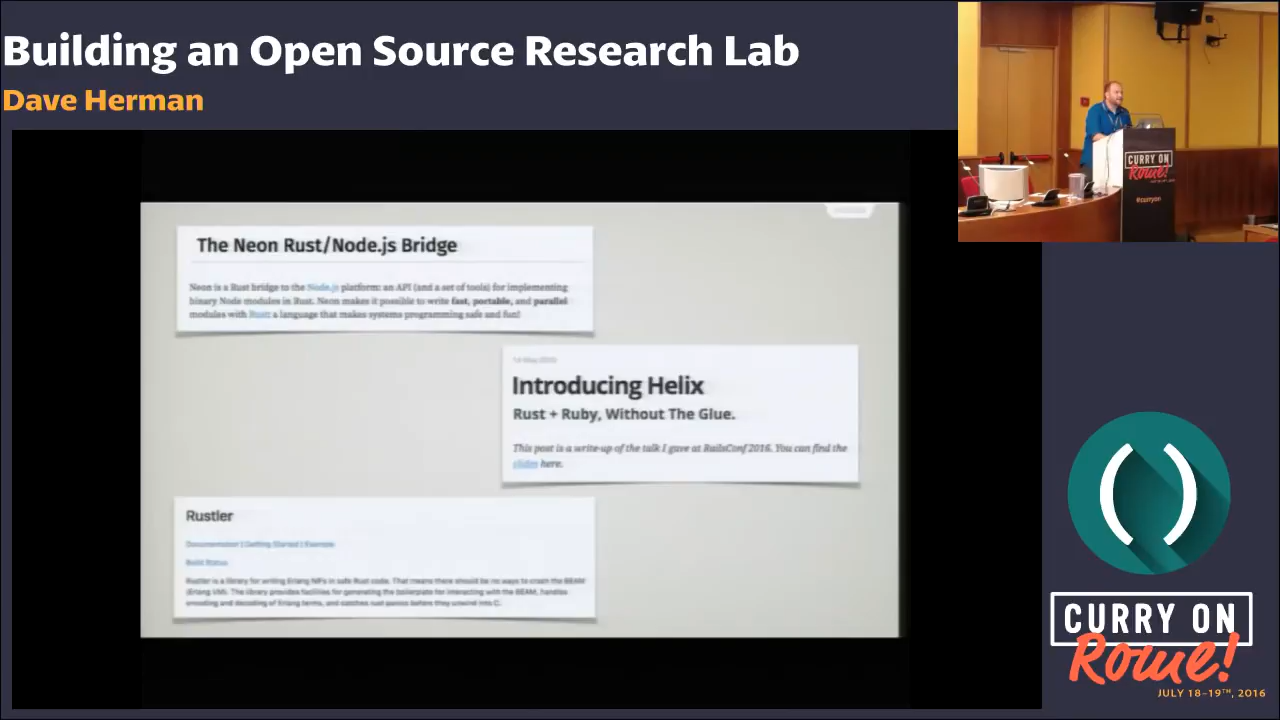 Building an Open Source Research Lab
Dave Herman
The Neon Rust/Node.js Bridge
Neon is a Rust bridge to the Node.js platform: an API (and a set of tools) for implementing
binary Node modules in Rust. Neon makes it possible to write fast, portable, and parallel
modules with Rust: a language that makes systems programming safe and fun!
Introducing Helix
Rust + Ruby, Without The Glue.
This post is a write-up of the talk I gave at RailsConf 2016. You can find the
slides here.
Rustler
Documentation | Getting Started | Example
Build Status
Rustler is a library for writing Erlang NIFs in safe Rust code. That means there should be no ways to crash the BEAM
(Erlang VM). The library provides facilities for generating the boilerplate for interacting with the BEAM, handles
encoding and decoding of Erlang terms, and catches rust panics before they unwind into C.
CURRY ON
Rome!
#curryon
( )
CURRY ON
Rome!
JULY 18-19TH, 2016